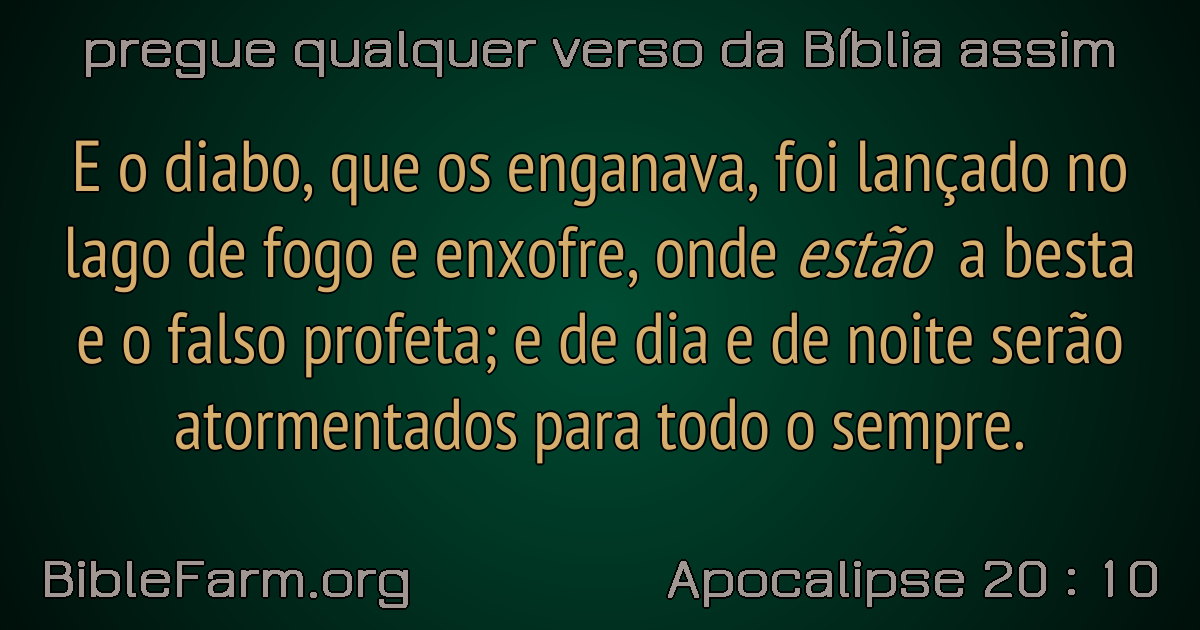 pregue qualquer verso da Bíblia assim
E o diabo, que os enganava, foi lançado no
lago de fogo e enxofre, onde estão a besta
e o falso profeta; e de dia e de noite serão
atormentados para todo o sempre.
BibleFarm.org
Apocalipse 20 : 10